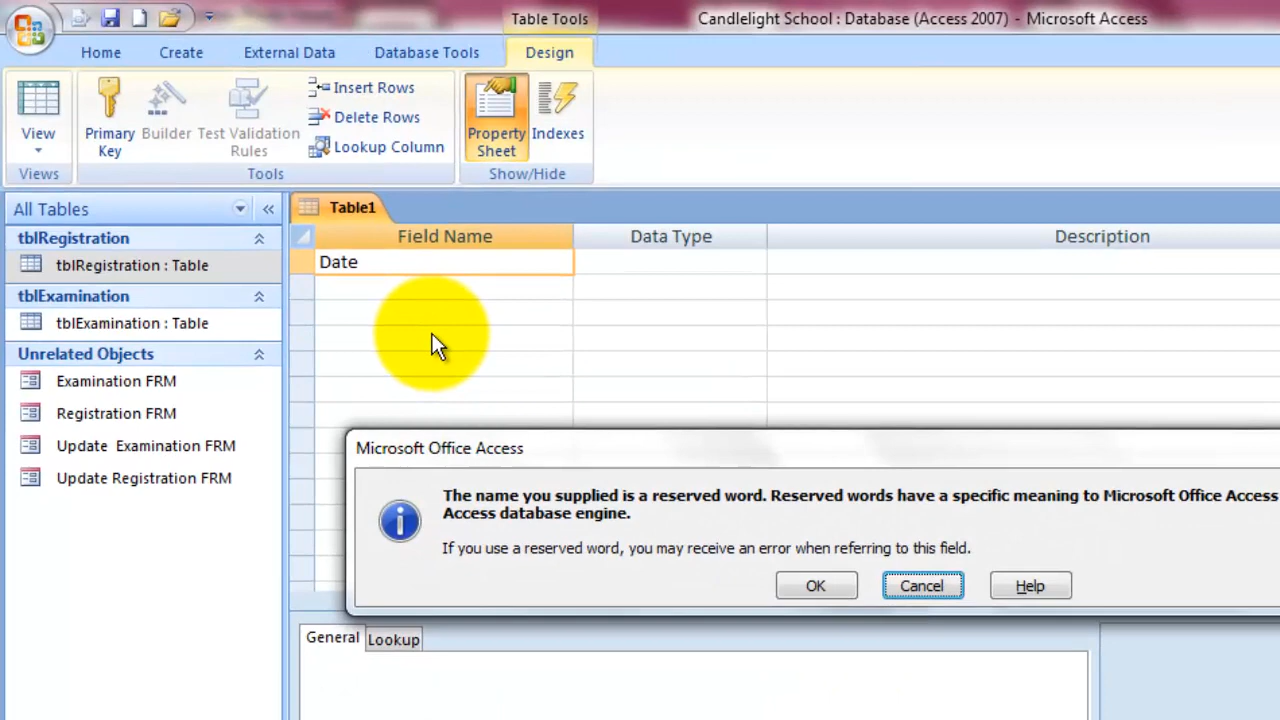 Table Tools
Candlelight School : Database (Access 2007) - Microsoft Access
Home
Create
External Data
Database Tools
Design
View
Primary Key
Builder
Test Validation Rules
Insert Rows
Delete Rows
Lookup Column
Property Sheet
Indexes
Views
Tools
Show/Hide
All Tables
Table1
tblRegistration
tblRegistration : Table
tblExamination
tblExamination : Table
Unrelated Objects
Examination FRM
Registration FRM
Update  Examination FRM
Update Registration FRM
Field Name
Data Type
Description
Date
Microsoft Office Access
The name you supplied is a reserved word. Reserved words have a specific meaning to Microsoft Office Access
Access database engine.
If you use a reserved word, you may receive an error when referring to this field.
OK
Cancel
Help
General
Lookup